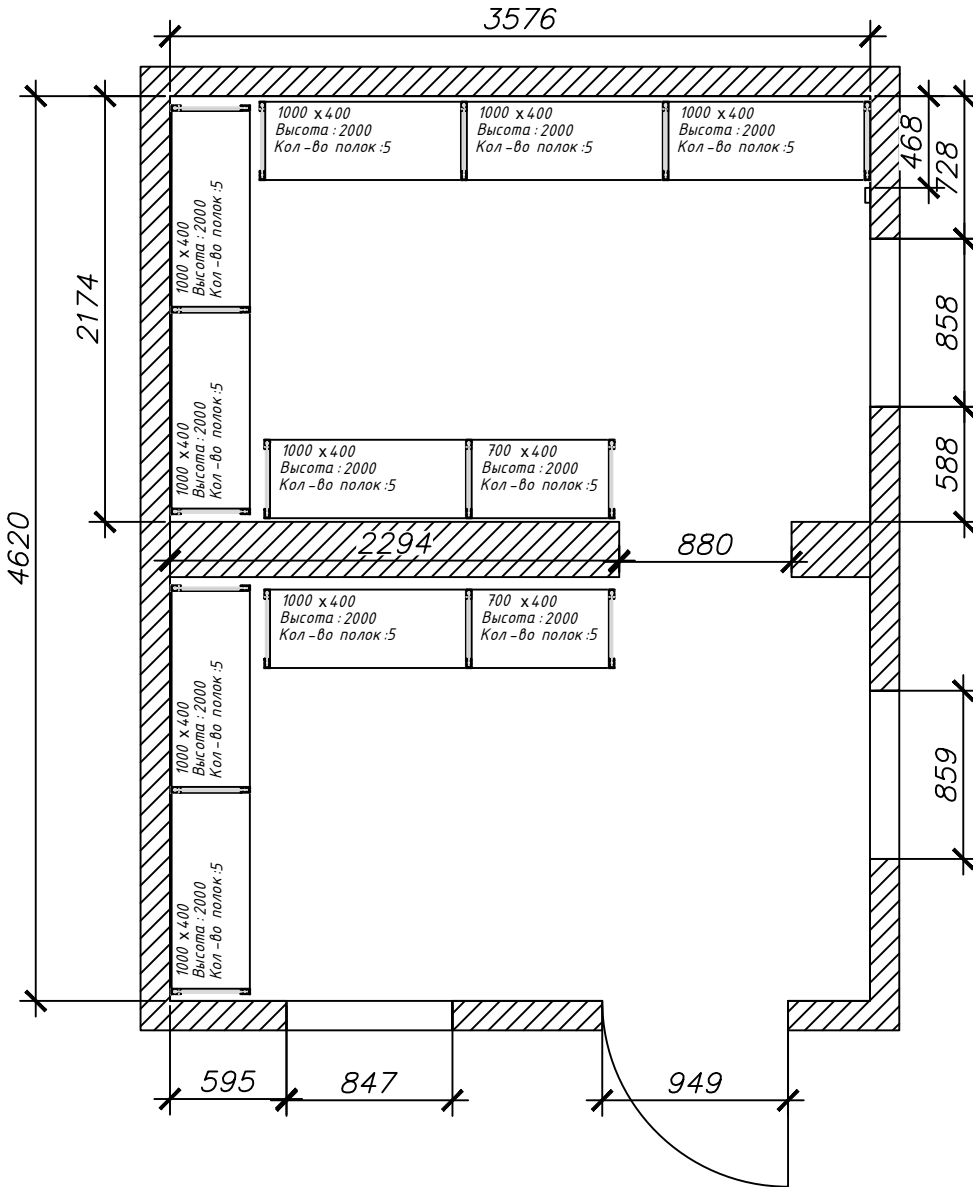 3576
1000 x 400
Высота : 2000
Кол-во полок :5
1000 x 400
Высота : 2000
Кол-во полок :5
1000 x 400
Высота : 2000
Кол-во полок :5
468
728
1000 x 400
Высота : 2000
Кол-во полок :5
2174
858
1000 x 400
Высота : 2000
Кол-во полок :5
1000 x 400
Высота : 2000
Кол-во полок :5
700 x 400
Высота : 2000
Кол-во полок :5
588
4620
2294
880
1000 x 400
Высота : 2000
Кол-во полок :5
700 x 400
Высота : 2000
Кол-во полок :5
1000 x 400
Высота : 2000
Кол-во полок :5
859
1000 x 400
Высота : 2000
Кол-во полок :5
595
847
949